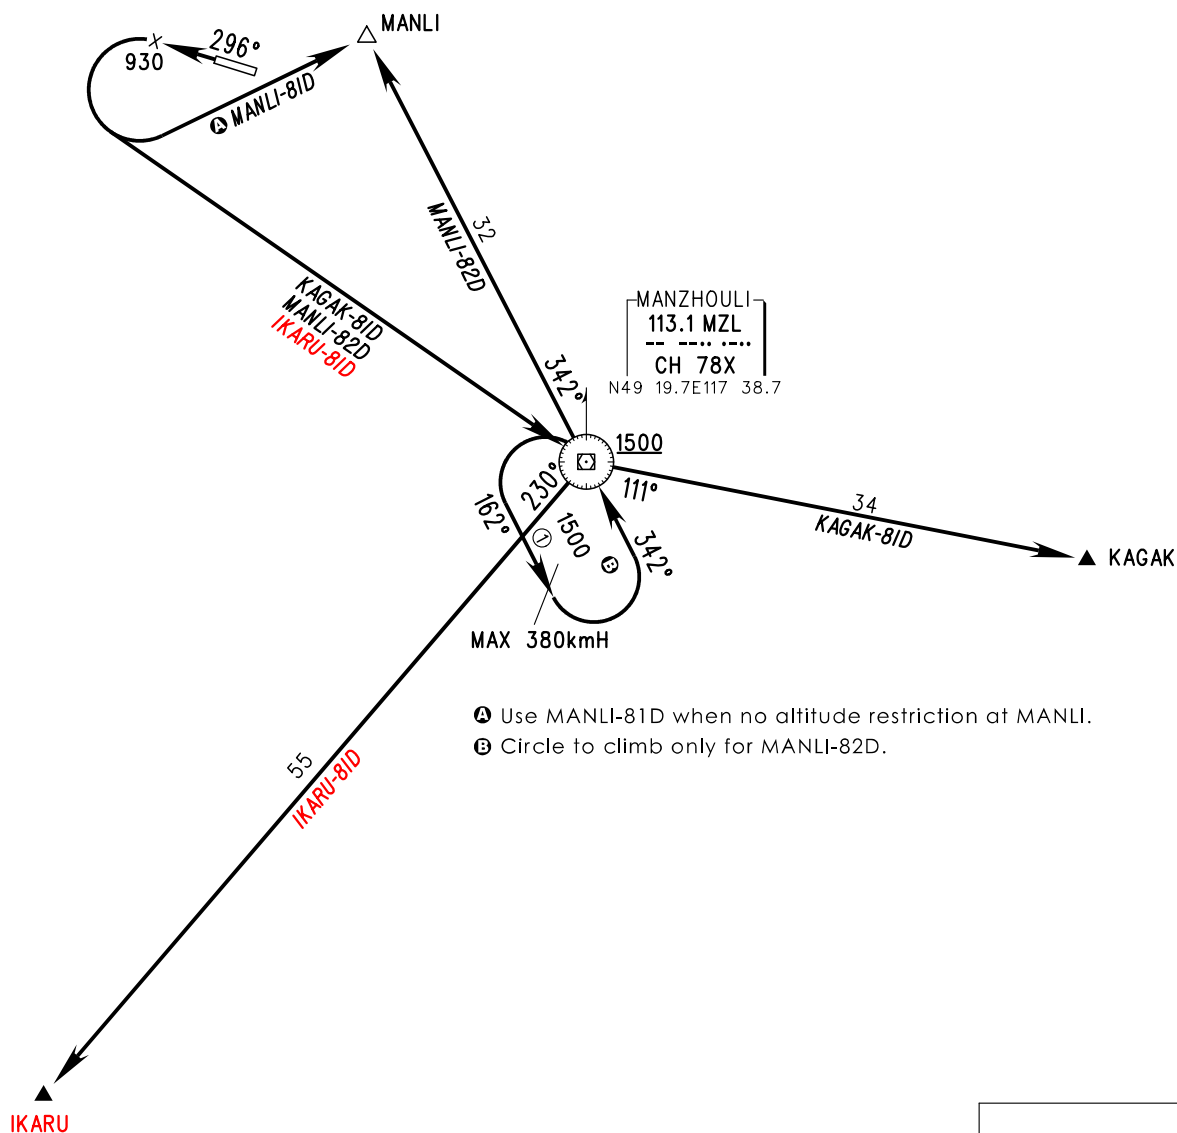 MANLI
296°
930
Ⓐ MANLI-81D
32
MANLI-82D
KAGAK-81D
MANLI-82D
IKARU-81D
MANZHOULI
113.1 MZL
-- --·· ·-··
CH 78X
N49 19.7E117 38.7
342°
1500
230°
111°
34
KAGAK-81D
KAGAK
162°
① 1500 Ⓑ
342°
MAX 380kmH
Ⓐ Use MANLI-81D when no altitude restriction at MANLI.
Ⓑ Circle to climb only for MANLI-82D.
55
IKARU-81D
IKARU